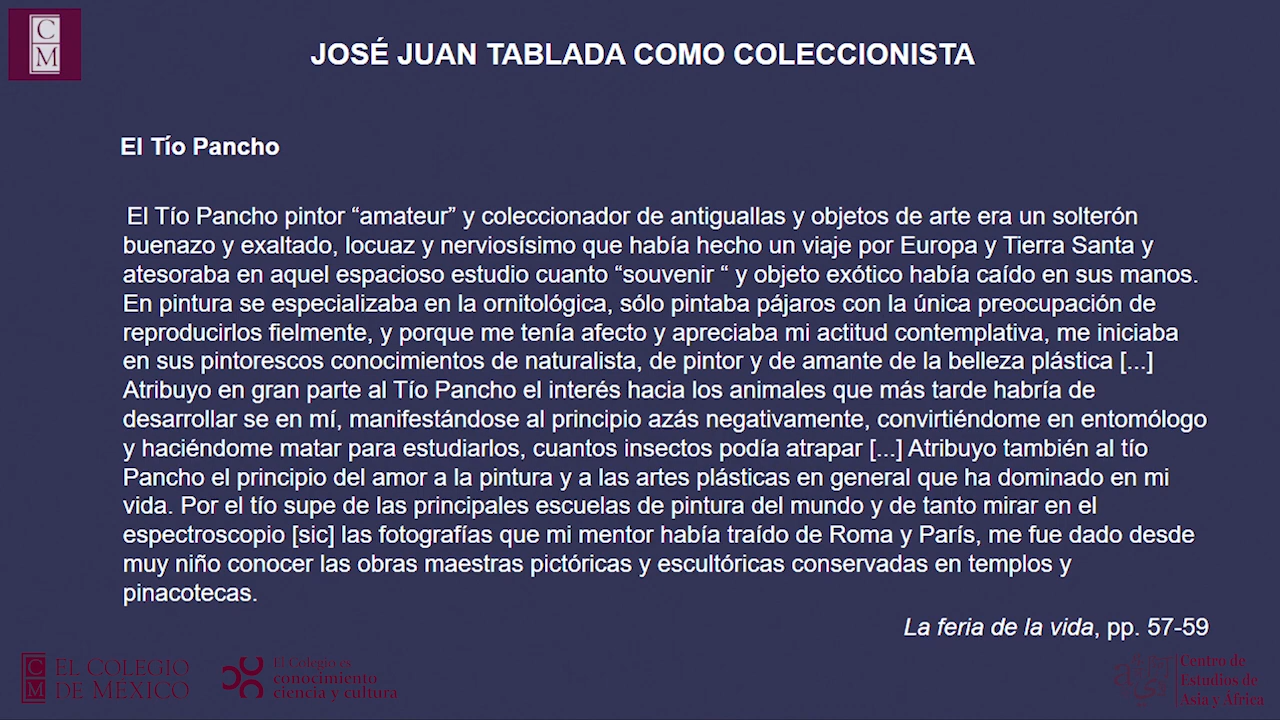 C
M
JOSÉ JUAN TABLADA COMO COLECCIONISTA
El Tío Pancho
El Tío Pancho pintor “amateur” y coleccionador de antiguallas y objetos de arte era un solterón
buenazo y exaltado, locuaz y nerviosísimo que había hecho un viaje por Europa y Tierra Santa y
atesoraba en aquel espacioso estudio cuanto “souvenir “ y objeto exótico había caído en sus manos.
En pintura se especializaba en la ornitológica, sólo pintaba pájaros con la única preocupación de
reproducirlos fielmente, y porque me tenía afecto y apreciaba mi actitud contemplativa, me iniciaba
en sus pintorescos conocimientos de naturalista, de pintor y de amante de la belleza plástica [...]
Atribuyo en gran parte al Tío Pancho el interés hacia los animales que más tarde habría de
desarrollar se en mí, manifestándose al principio azás negativamente, convirtiéndome en entomólogo
y haciéndome matar para estudiarlos, cuantos insectos podía atrapar [...] Atribuyo también al tío
Pancho el principio del amor a la pintura y a las artes plásticas en general que ha dominado en mi
vida. Por el tío supe de las principales escuelas de pintura del mundo y de tanto mirar en el
espectroscopio [sic] las fotografías que mi mentor había traído de Roma y París, me fue dado desde
muy niño conocer las obras maestras pictóricas y escultóricas conservadas en templos y
pinacotecas.
La feria de la vida, pp. 57-59
C
M
EL COLEGIO
DE MÉXICO
El Colegio es
conocimiento
ciencia y cultura
Centro de
Estudios de
Asia y África